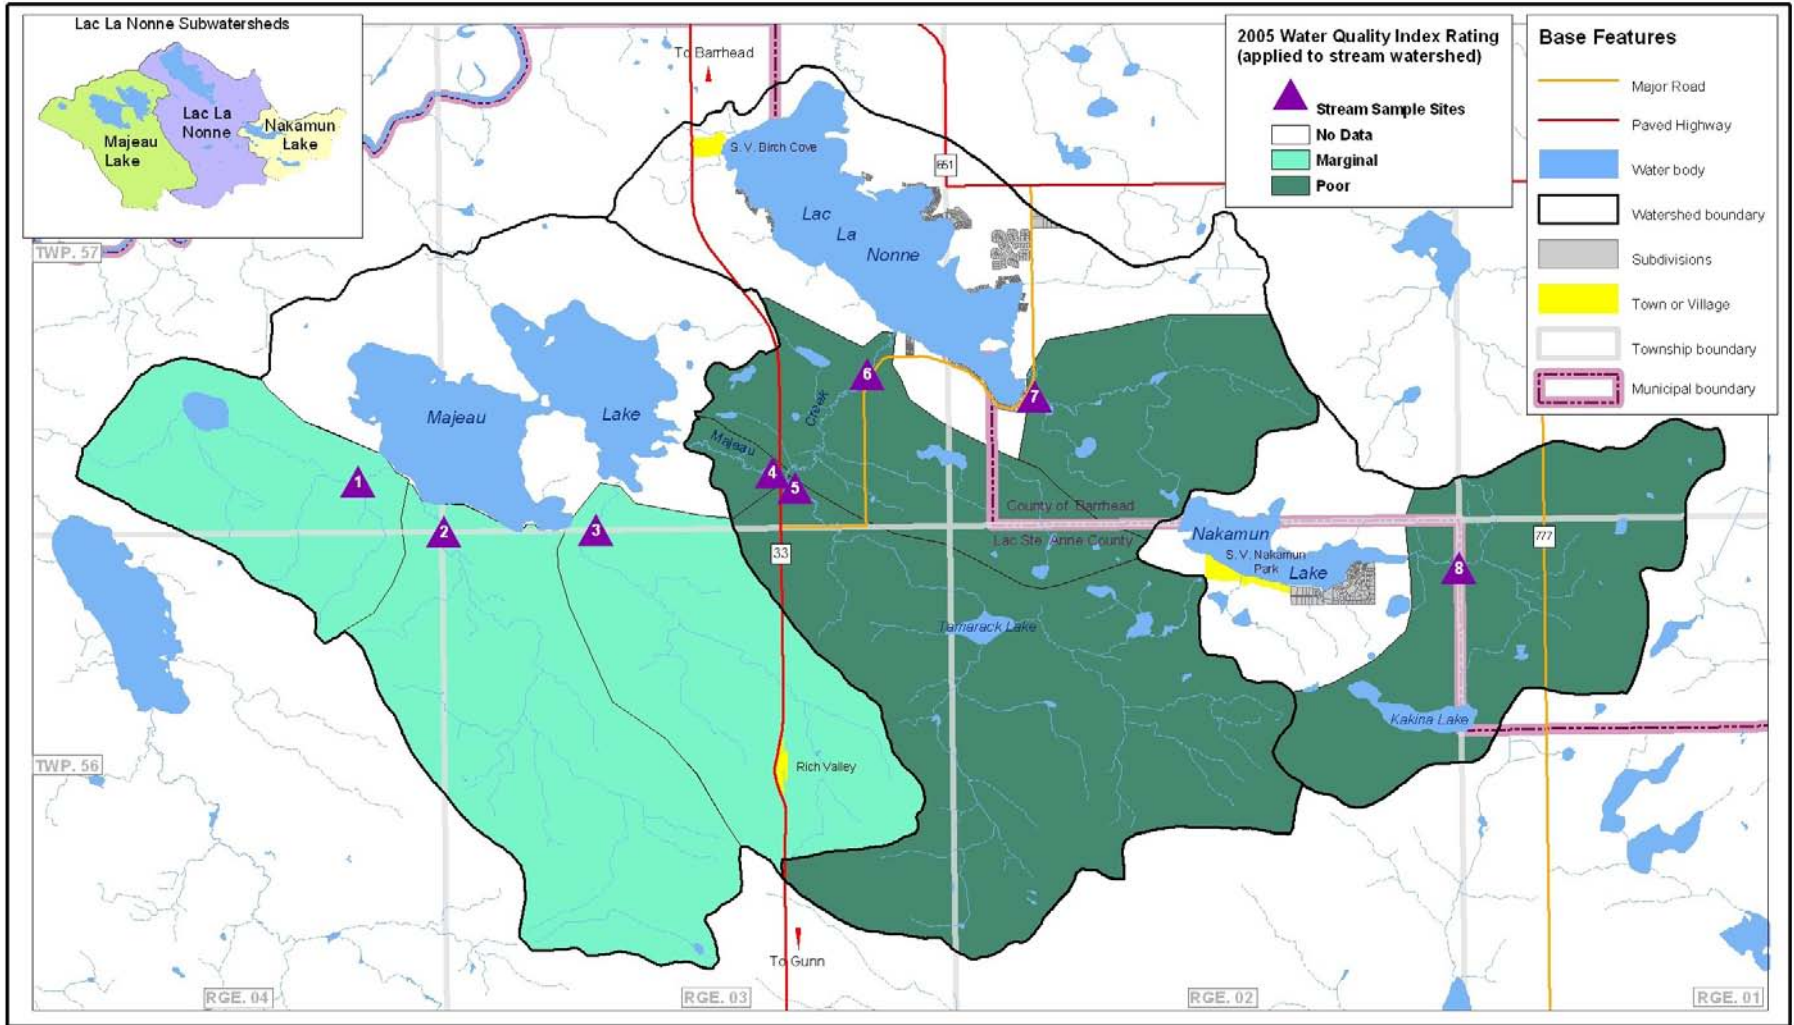 Lac La Nonne Subwatersheds
Lac La
Nonne
Nakamun
Lake
Majeau
Lake
To Barrhead
2005 Water Quality Index Rating
(applied to stream watershed)
Stream Sample Sites
No Data
Marginal
Poor
Base Features
Major Road
Paved Highway
Water body
Watershed boundary
Subdivisions
Town or Village
Township boundary
Municipal boundary
S.V. Birch Cove
651
Lac
La
Nonne
TWP. 57
Majeau
Lake
Majeau
Creek
6
7
1
4
5
2
3
33
County of Barrhead
Lac Ste. Anne County
Nakamun
S.V. Nakamun
Park
Lake
777
8
Tamarack Lake
Kakina Lake
TWP. 56
Rich Valley
To Gunn
RGE. 04
RGE. 03
RGE. 02
RGE. 01